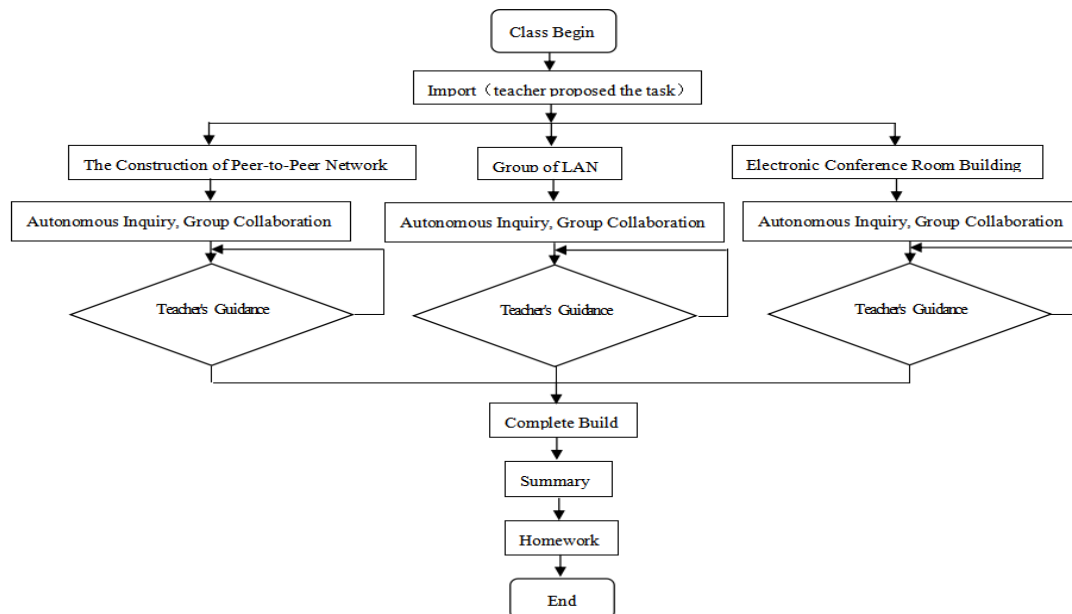 Class Begin
Import（teacher proposed the task）
The Construction of Peer-to-Peer Network
Group of LAN
Electronic Conference Room Building
Autonomous Inquiry, Group Collaboration
Autonomous Inquiry, Group Collaboration
Autonomous Inquiry, Group Collaboration
Teacher's Guidance
Teacher's Guidance
Teacher's Guidance
Complete Build
Summary
Homework
End